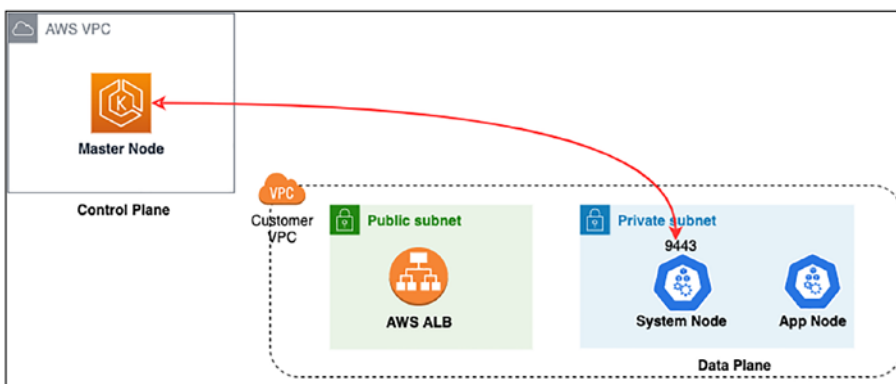 AWS VPC
K
Master Node
Control Plane
VPC
Customer
VPC
Public subnet
AWS ALB
Private subnet
9443
System Node
App Node
Data Plane